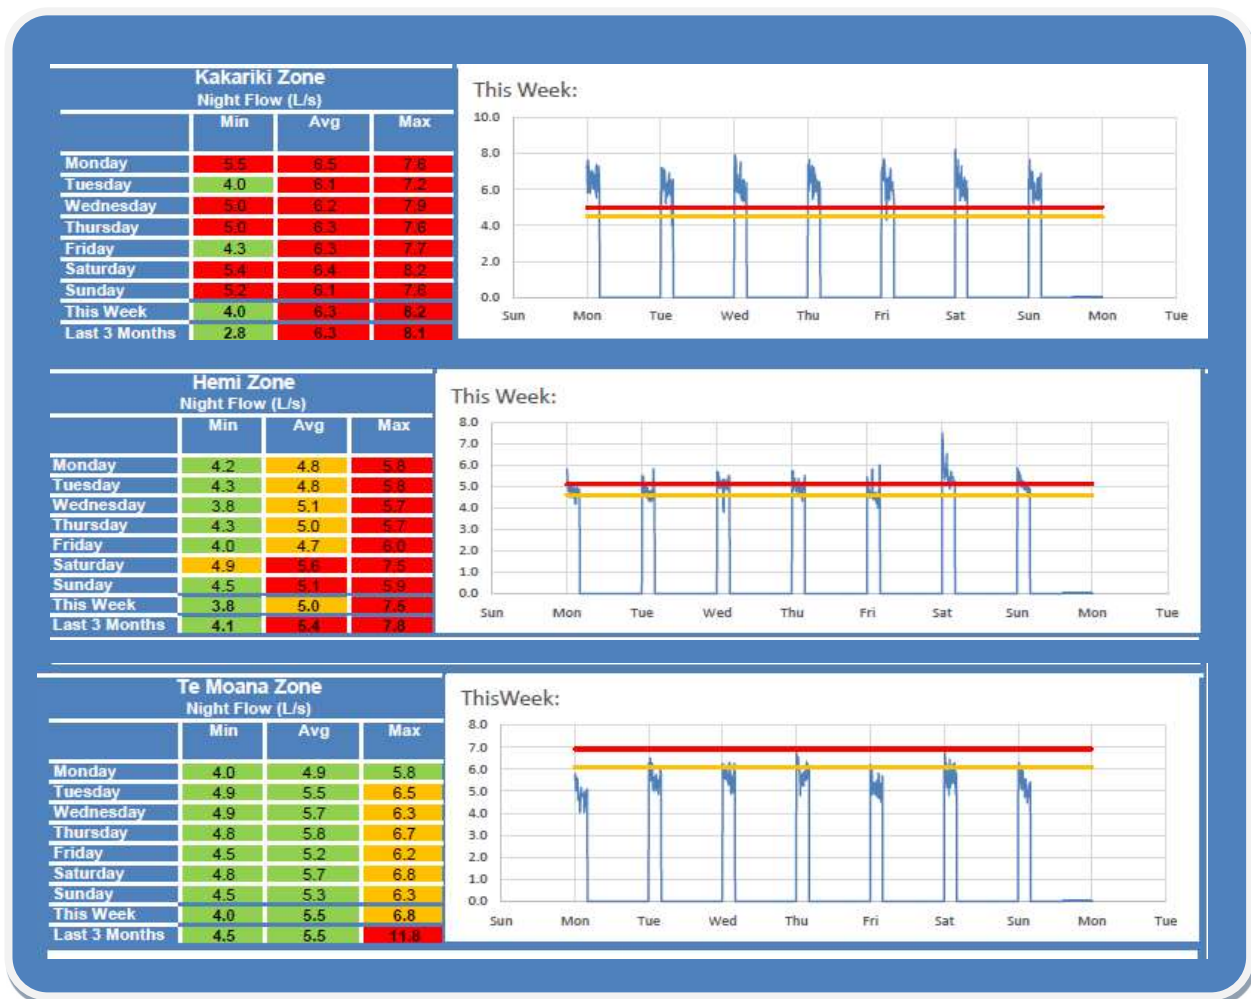 Kakariki Zone
Night Flow (L/s)
Min Avg Max
Monday 5.5 6.5 7.6
Tuesday 4.0 6.1 7.2
Wednesday 5.0 6.2 7.9
Thursday 5.0 6.3 7.6
Friday 4.3 6.3 7.7
Saturday 5.4 6.4 8.2
Sunday 5.2 6.1 7.6
This Week 4.0 6.3 8.2
Last 3 Months 2.8 6.3 8.1
This Week:
10.0
8.0
6.0
4.0
2.0
0.0
Sun Mon Tue Wed Thu Fri Sat Sun Mon Tue
Hemi Zone
Night Flow (L/s)
Min Avg Max
Monday 4.2 4.8 5.8
Tuesday 4.3 4.8 5.8
Wednesday 3.8 5.1 5.7
Thursday 4.3 5.0 5.7
Friday 4.0 4.7 6.0
Saturday 4.9 5.6 7.5
Sunday 4.5 5.1 5.9
This Week 3.8 5.0 7.5
Last 3 Months 4.1 5.4 7.8
This Week:
8.0
7.0
6.0
5.0
4.0
3.0
2.0
1.0
0.0
Sun Mon Tue Wed Thu Fri Sat Sun Mon Tue
Te Moana Zone
Night Flow (L/s)
Min Avg Max
Monday 4.0 4.9 5.8
Tuesday 4.9 5.5 6.5
Wednesday 4.9 5.7 6.3
Thursday 4.8 5.8 6.7
Friday 4.5 5.2 6.2
Saturday 4.8 5.7 6.8
Sunday 4.5 5.3 6.3
This Week 4.0 5.5 6.8
Last 3 Months 4.5 5.5 11.8
ThisWeek:
8.0
7.0
6.0
5.0
4.0
3.0
2.0
1.0
0.0
Sun Mon Tue Wed Thu Fri Sat Sun Mon Tue